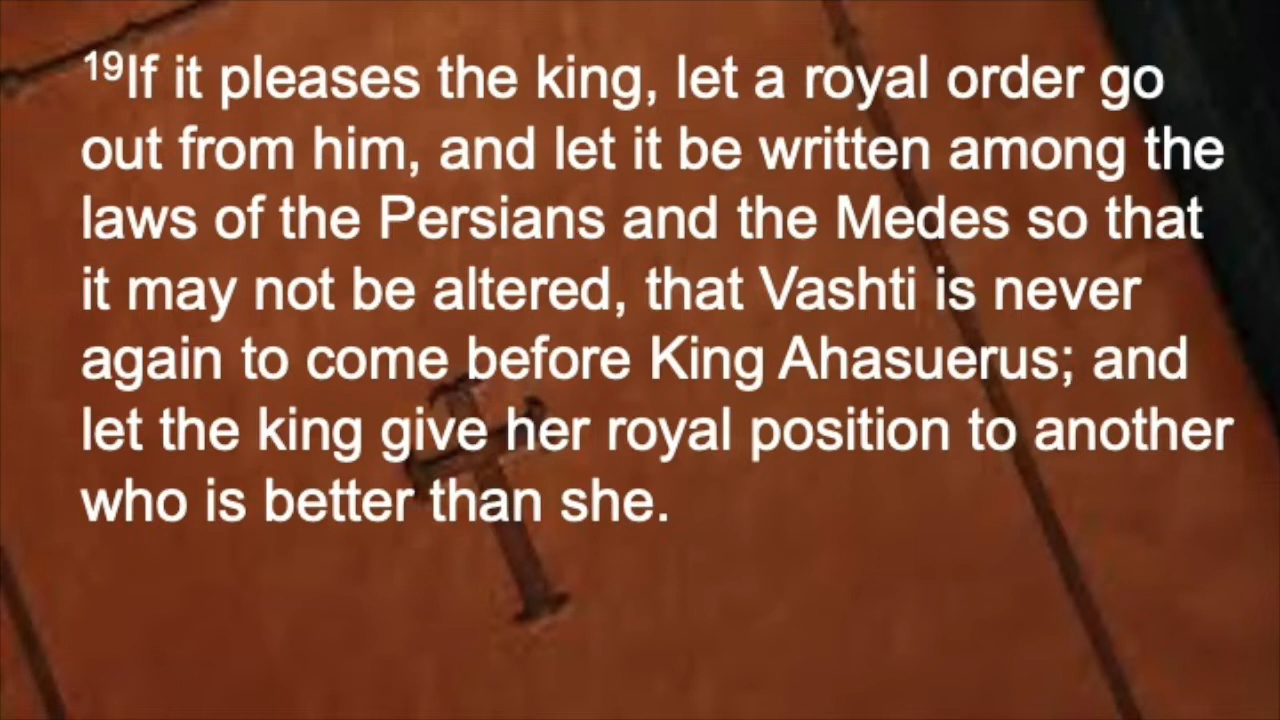 19If it pleases the king, let a royal order go
out from him, and let it be written among the
laws of the Persians and the Medes so that
it may not be altered, that Vashti is never
again to come before King Ahasuerus; and
let the king give her royal position to another
who is better than she.